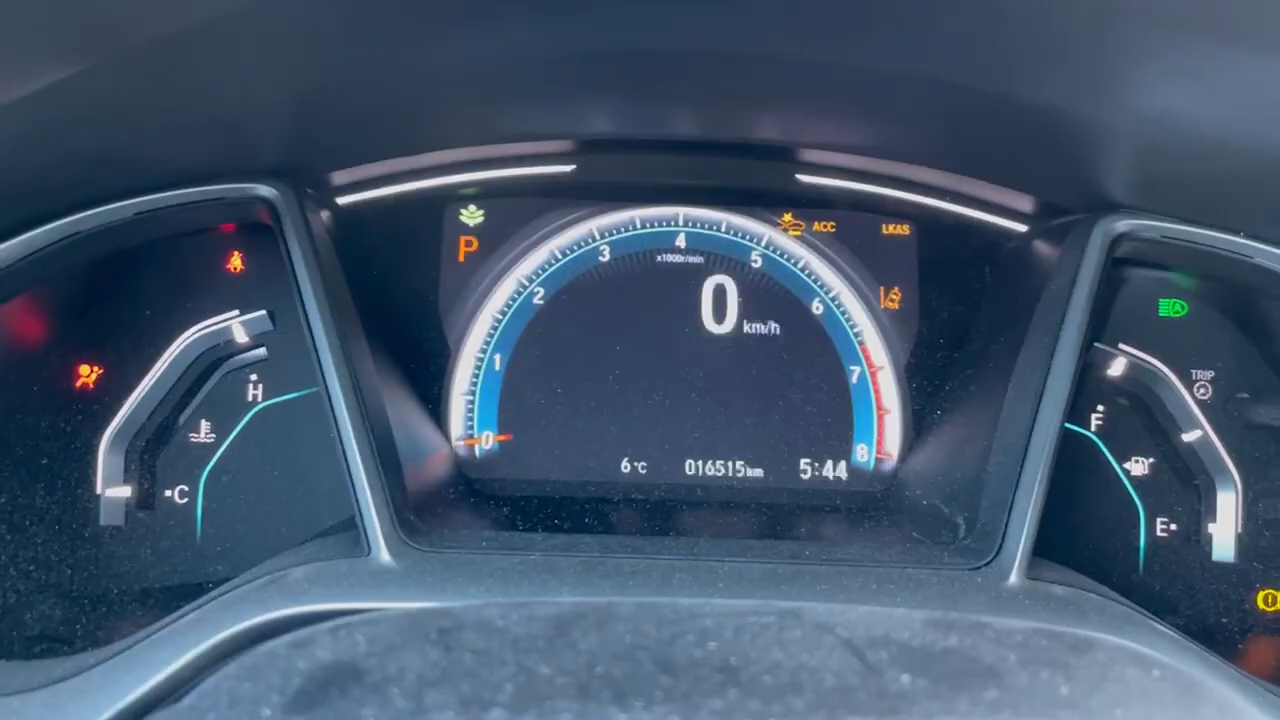 P
ACC
LKAS
0
1
2
3
4
5
6
7
8
x1000r/min
0
km/h
6°C
016515km
5:44
H
C
TRIP
F
E
A